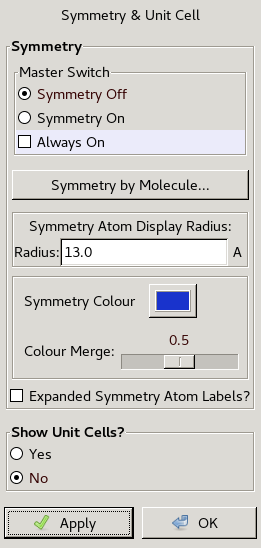 Symmetry & Unit Cell
Symmetry
Master Switch
Symmetry Off
Symmetry On
Always On
Symmetry by Molecule...
Symmetry Atom Display Radius:
Radius: 13.0 A
Symmetry Colour
0.5
Colour Merge:
Expanded Symmetry Atom Labels?
Show Unit Cells?
Yes
No
Apply OK